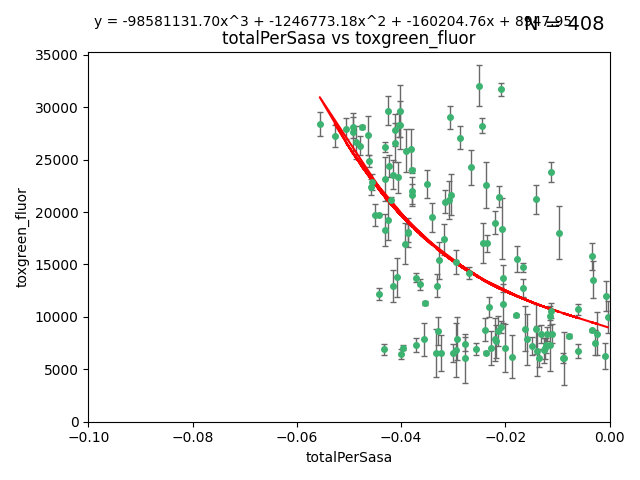 y = -98581131.70x^3 + -1246773.18x^2 + -160204.76x +
N = 408
totalPerSasa vs toxgreen_fluor
35000
30000
25000
20000
15000
10000
5000
0
toxgreen_fluor
−0.10 −0.08 −0.06 −0.04 −0.02 0.00
totalPerSasa